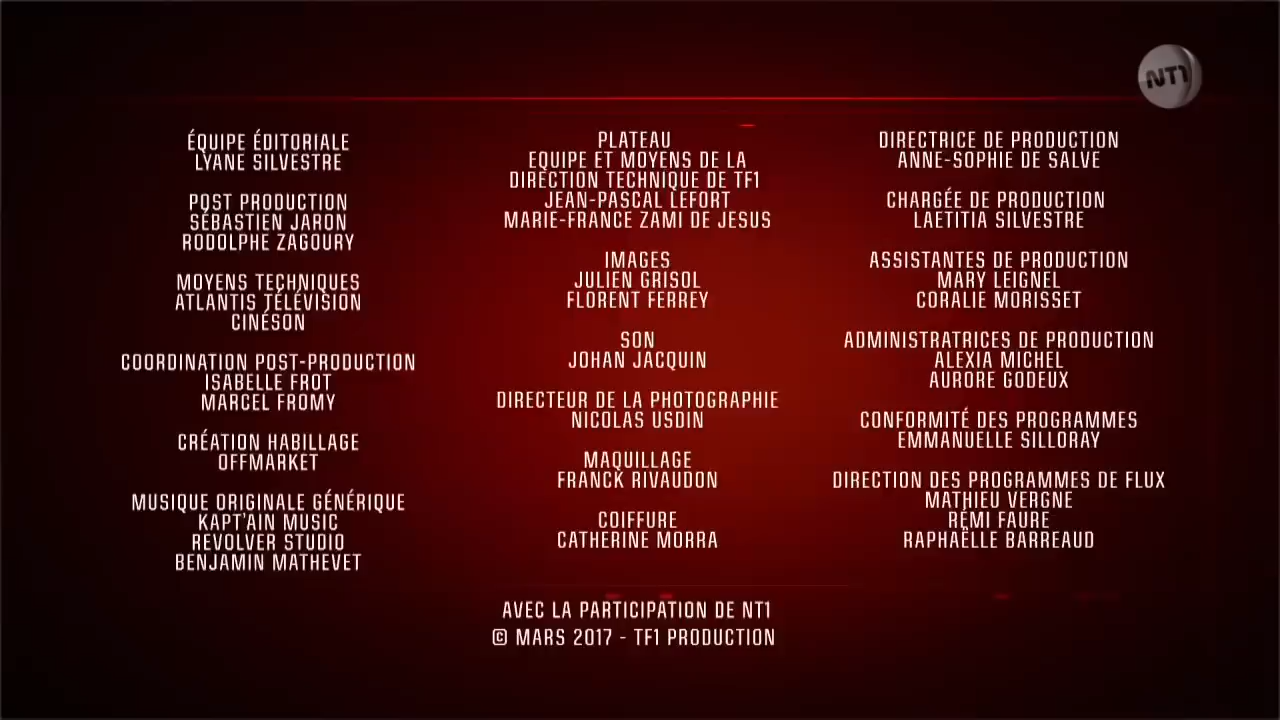 NT1
ÉQUIPE ÉDITORIALE
LYANE SILVESTRE
POST PRODUCTION
SÉBASTIEN JARON
RODOLPHE ZAGOURY
MOYENS TECHNIQUES
ATLANTIS TÉLÉVISION
CINÉSON
COORDINATION POST-PRODUCTION
ISABELLE FROT
MARCEL FROMY
CRÉATION HABILLAGE
OFFMARKET
MUSIQUE ORIGINALE GÉNÉRIQUE
KAPT'AIN MUSIC
REVOLVER STUDIO
BENJAMIN MATHEVET
PLATEAU
EQUIPE ET MOYENS DE LA
DIRECTION TECHNIQUE DE TF1
JEAN-PASCAL LEFORT
MARIE-FRANCE ZAMI DE JESUS
IMAGES
JULIEN GRISOL
FLORENT FERREY
SON
JOHAN JACQUIN
DIRECTEUR DE LA PHOTOGRAPHIE
NICOLAS USDIN
MAQUILLAGE
FRANCK RIVAUDON
COIFFURE
CATHERINE MORRA
DIRECTRICE DE PRODUCTION
ANNE-SOPHIE DE SALVE
CHARGÉE DE PRODUCTION
LAETITIA SILVESTRE
ASSISTANTES DE PRODUCTION
MARY LEIGNEL
CORALIE MORISSET
ADMINISTRATRICES DE PRODUCTION
ALEXIA MICHEL
AURORE GODEUX
CONFORMITÉ DES PROGRAMMES
EMMANUELLE SILLORAY
DIRECTION DES PROGRAMMES DE FLUX
MATHIEU VERGNE
RÉMI FAURE
RAPHAËLLE BARREAUD
AVEC LA PARTICIPATION DE NT1
© MARS 2017 - TF1 PRODUCTION